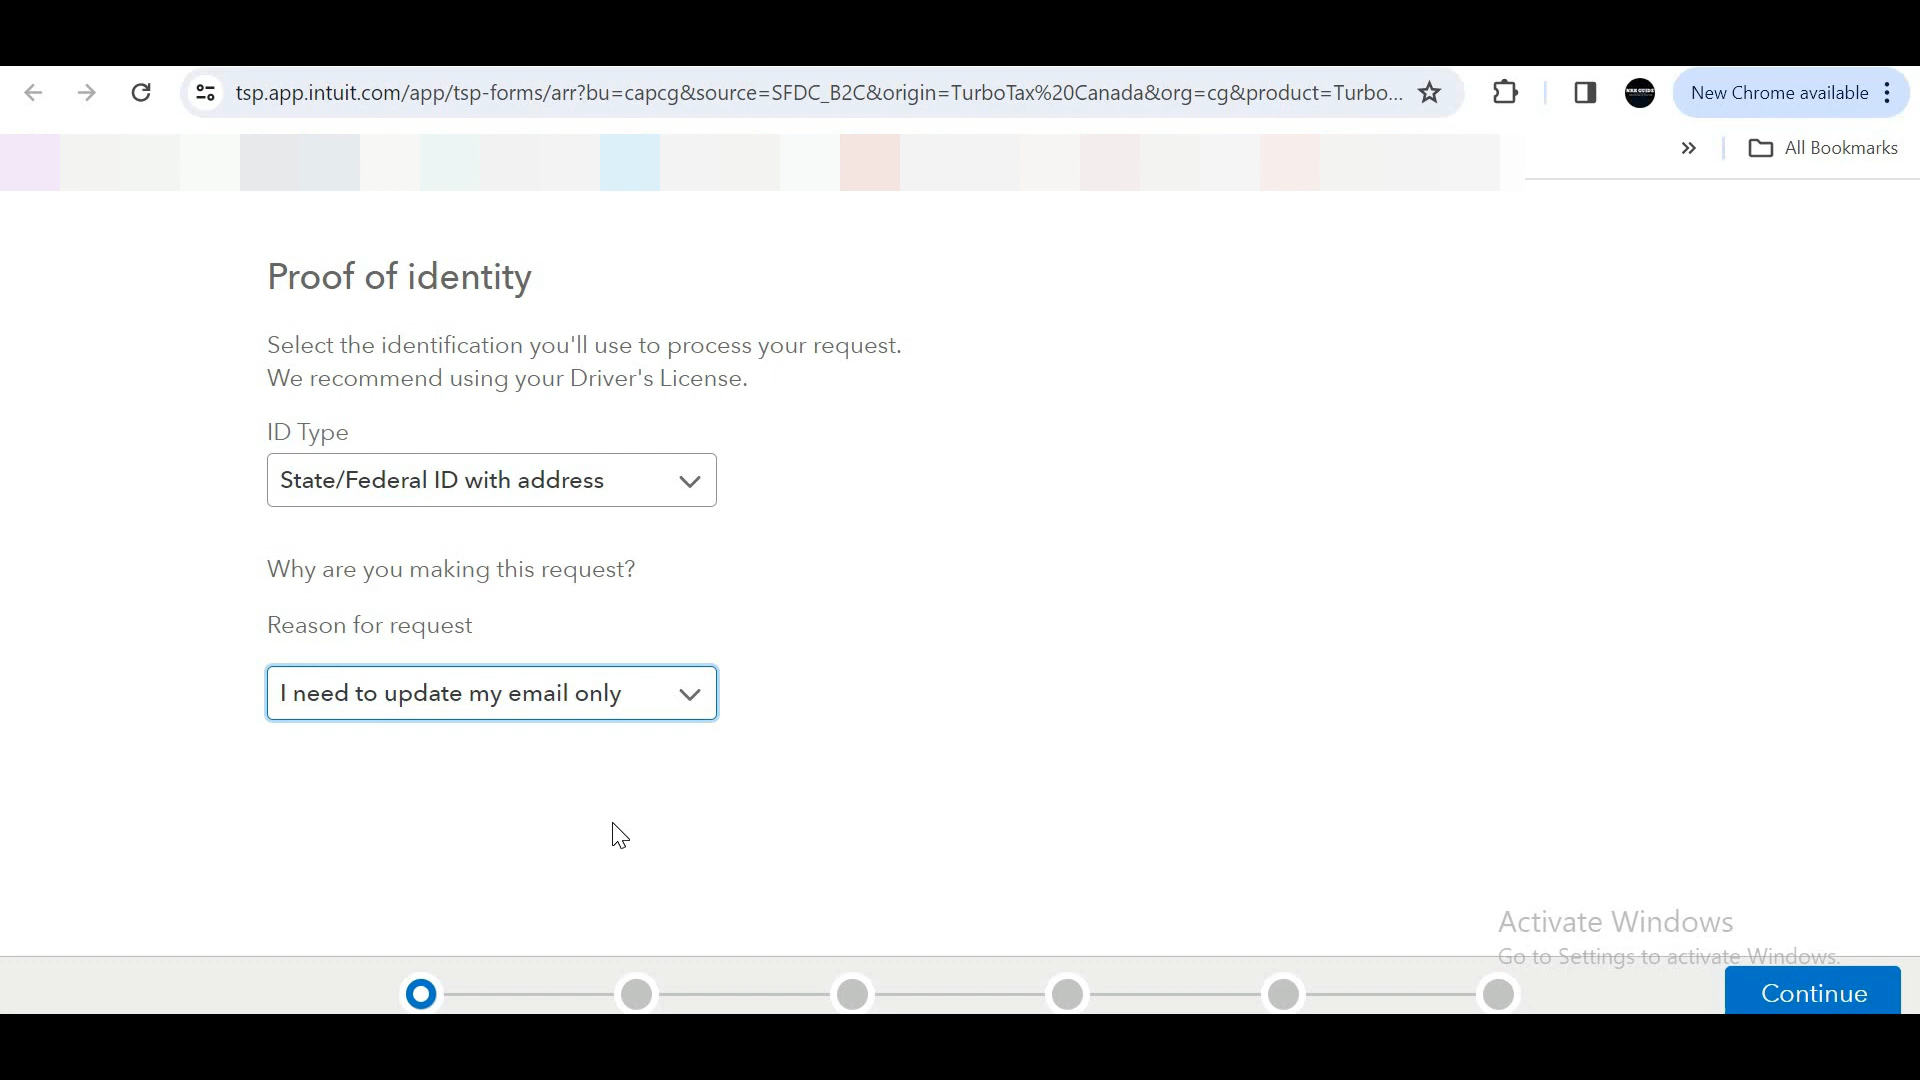 tsp.app.intuit.com/app/tsp-forms/arr?bu=capcg&source=SFDC_B2C&origin=TurboTax%20Canada&org=cg&product=Turbo...
New Chrome available
All Bookmarks
Proof of identity
Select the identification you'll use to process your request.
We recommend using your Driver's License.
ID Type
State/Federal ID with address
Why are you making this request?
Reason for request
I need to update my email only
Activate Windows
Go to Settings to activate Windows.
Continue